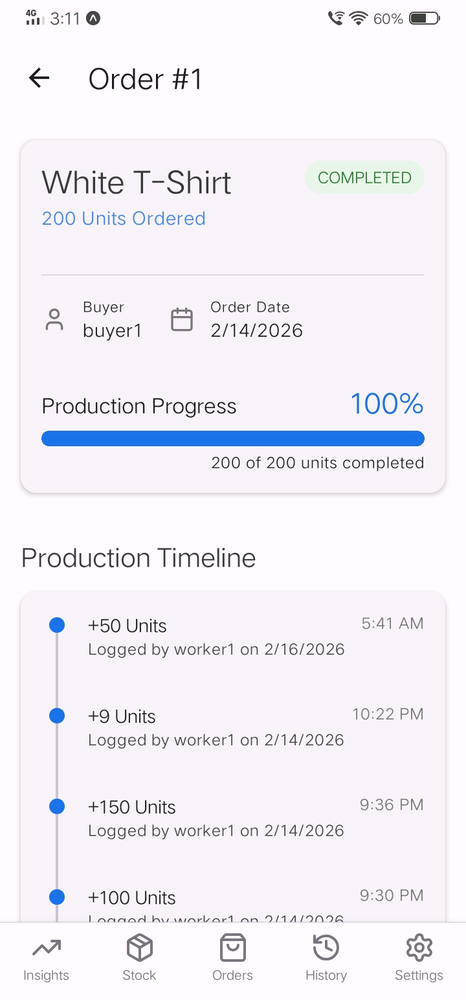 4G 3:11 60%
Order #1
White T-Shirt COMPLETED
200 Units Ordered
Buyer Order Date
buyer1 2/14/2026
Production Progress 100%
200 of 200 units completed
Production Timeline
+50 Units 5:41 AM
Logged by worker1 on 2/16/2026
+9 Units 10:22 PM
Logged by worker1 on 2/14/2026
+150 Units 9:36 PM
Logged by worker1 on 2/14/2026
+100 Units 9:30 PM
Logged by worker1 on 2/14/2026
Insights Stock Orders History Settings